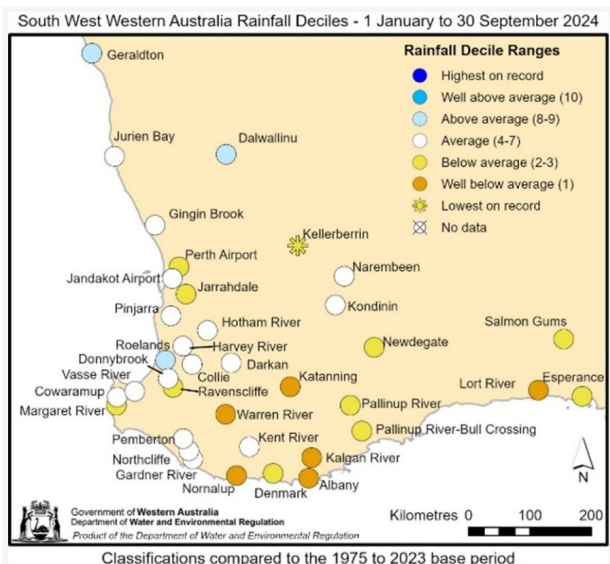 South West Western Australia Rainfall Deciles - 1 January to 30 September 2024
Rainfall Decile Ranges
Highest on record
Well above average (10)
Above average (8-9)
Average (4-7)
Below average (2-3)
Well below average (1)
Lowest on record
No data
Geraldton
Jurien Bay
Dalwallinu
Gingin Brook
Kellerberrin
Perth Airport
Narembeen
Jandakot Airport
Jarrahdale
Pinjarra
Kondinin
Hotham River
Salmon Gums
Roelands
Harvey River
Newdegate
Donnybrook
Darkan
Vasse River
Collie
Katanning
Lort River
Esperance
Cowaramup
Ravenscliffe
Margaret River
Pallinup River
Warren River
Pallinup River-Bull Crossing
Pemberton
Kent River
Northcliffe
Kalgan River
Gardner River
Nornalup
Denmark
Albany
N
Government of Western Australia
Department of Water and Environmental Regulation
Product of the Department of Water and Environmental Regulation
Kilometres 0 100 200
Classifications compared to the 1975 to 2023 base period